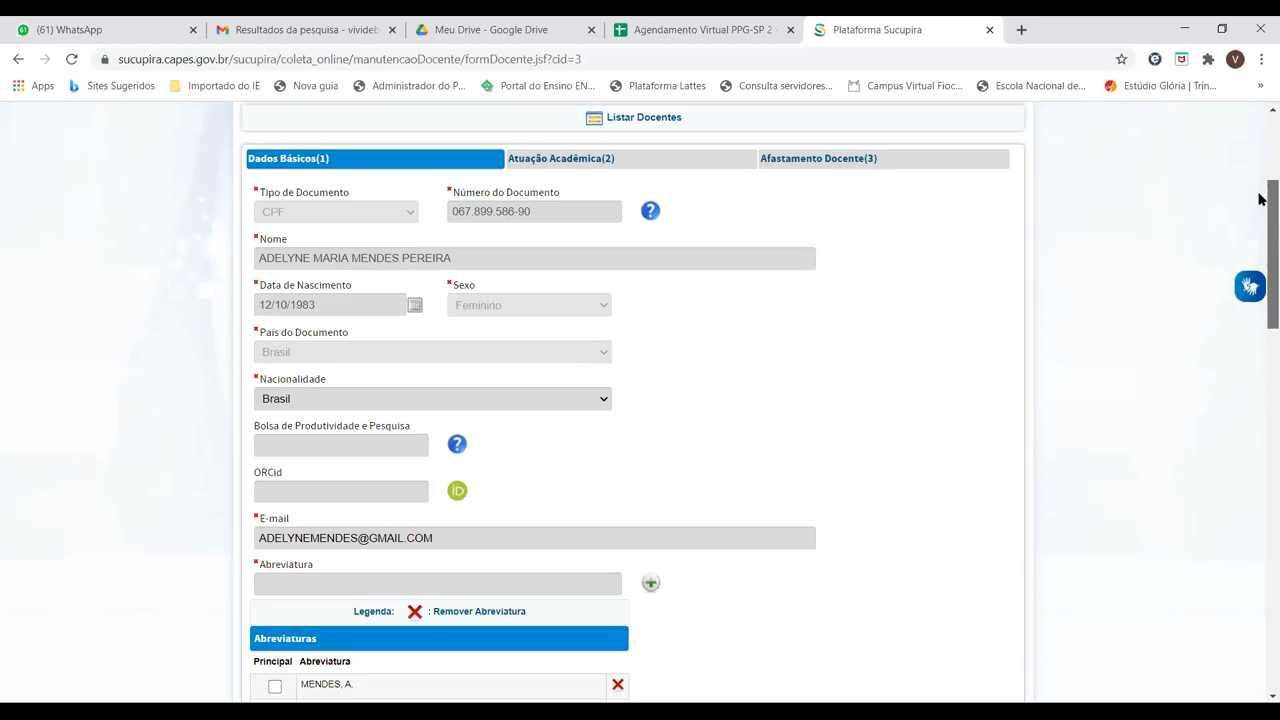 (61) WhatsApp
Resultados da pesquisa - vivideb
Meu Drive - Google Drive
Agendamento Virtual PPG-SP 2
Plataforma Sucupira
sucupira.capes.gov.br/sucupira/coleta_online/manutencaoDocente/formDocente.jsf?cid=3
V
Apps
Sites Sugeridos
Importado do IE
Nova guia
Administrador do P...
Portal do Ensino EN...
Plataforma Lattes
Consulta servidores...
Campus Virtual Fioc...
Escola Nacional de...
Estúdio Glória | Trin...
»
Listar Docentes
Dados Básicos(1)
Atuação Acadêmica(2)
Afastamento Docente(3)
Tipo de Documento
Número do Documento
CPF
067.899.586-90
?
Nome
ADELYNE MARIA MENDES PEREIRA
Data de Nascimento
Sexo
12/10/1983
Feminino
País do Documento
Brasil
Nacionalidade
Brasil
Bolsa de Produtividade e Pesquisa
?
ORCid
iD
E-mail
ADELYNEMENDES@GMAIL.COM
Abreviatura
Legenda: : Remover Abreviatura
Abreviaturas
Principal Abreviatura
MENDES, A.